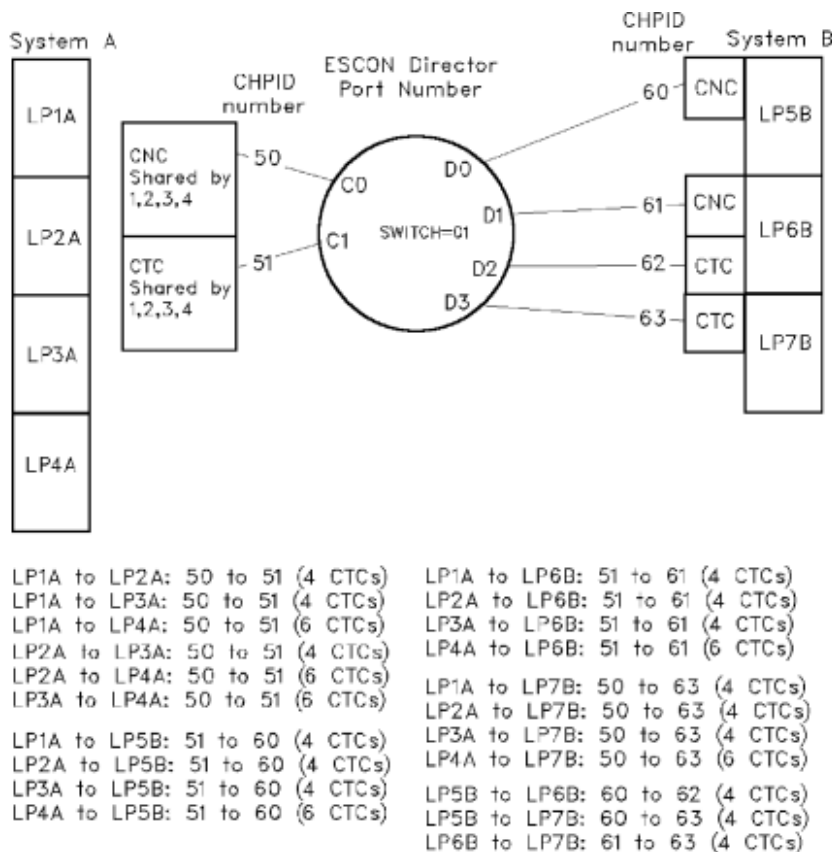 System A
LP1A
LP2A
LP3A
LP4A
CHPID
number
CNC
Shared by
1,2,3,4
CTC
Shared by
1,2,3,4
50
51
ESCON Director
Port Number
C0
C1
SWITCH=01
D0
D1
D2
D3
CHPID
number
60
61
62
63
System B
CNC
CNC
CTC
CTC
LP5B
LP6B
LP7B
LP1A to LP2A: 50 to 51 (4 CTCs)
LP1A to LP3A: 50 to 51 (4 CTCs)
LP1A to LP4A: 50 to 51 (6 CTCs)
LP2A to LP3A: 50 to 51 (4 CTCs)
LP2A to LP4A: 50 to 51 (6 CTCs)
LP3A to LP4A: 50 to 51 (6 CTCs)
LP1A to LP5B: 51 to 60 (4 CTCs)
LP2A to LP5B: 51 to 60 (4 CTCs)
LP3A to LP5B: 51 to 60 (4 CTCs)
LP4A to LP5B: 51 to 60 (6 CTCs)
LP1A to LP6B: 51 to 61 (4 CTCs)
LP2A to LP6B: 51 to 61 (4 CTCs)
LP3A to LP6B: 51 to 61 (4 CTCs)
LP4A to LP6B: 51 to 61 (6 CTCs)
LP1A to LP7B: 50 to 63 (4 CTCs)
LP2A to LP7B: 50 to 63 (4 CTCs)
LP3A to LP7B: 50 to 63 (4 CTCs)
LP4A to LP7B: 50 to 63 (6 CTCs)
LP5B to LP6B: 60 to 62 (4 CTCs)
LP5B to LP7B: 60 to 63 (4 CTCs)
LP6B to LP7B: 61 to 63 (4 CTCs)